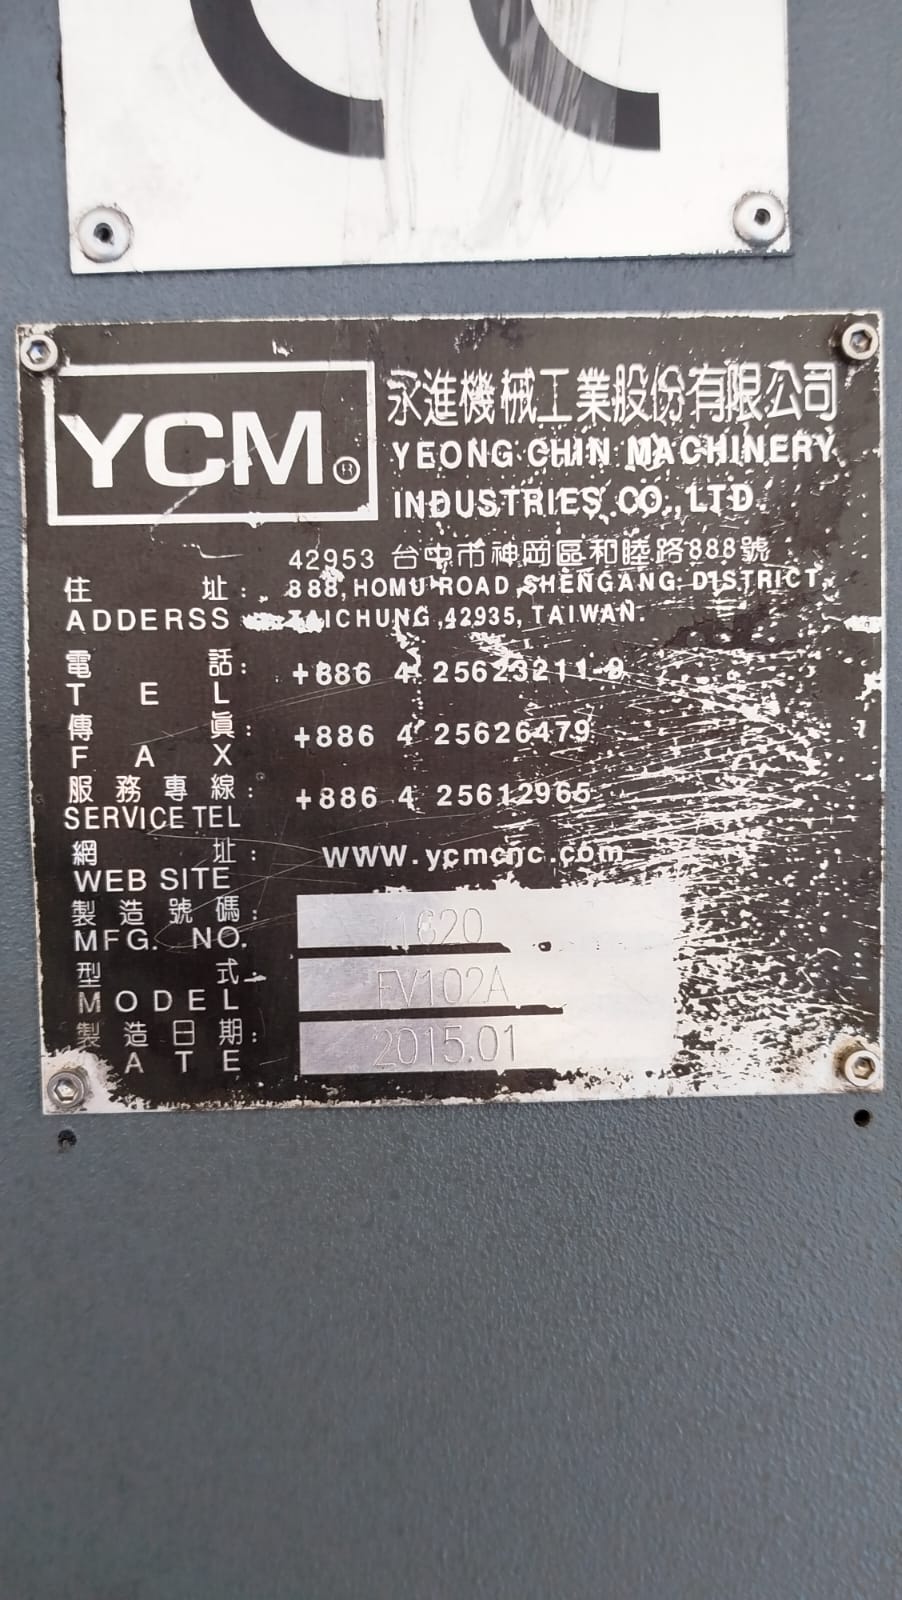 YCM®
永進機械工業股份有限公司
YEONG CHIN MACHINERY
INDUSTRIES CO., LTD.
42953 台中市神岡區和睦路888號
住 址: 888, HOMU ROAD, SHENGANG DISTRICT,
ADDERSS TAICHUNG, 42935, TAIWAN.
電 話: +886 4 25623211-9
TEL
傳 眞: +886 4 25626479
FAX
服務專線: +886 4 25612965
SERVICE TEL
網 址: www.ycmcnc.com
WEB SITE
製造號碼: 1620
MFG. NO.
型 式: FV102A
MODEL
製造日期: 2015.01
ATE